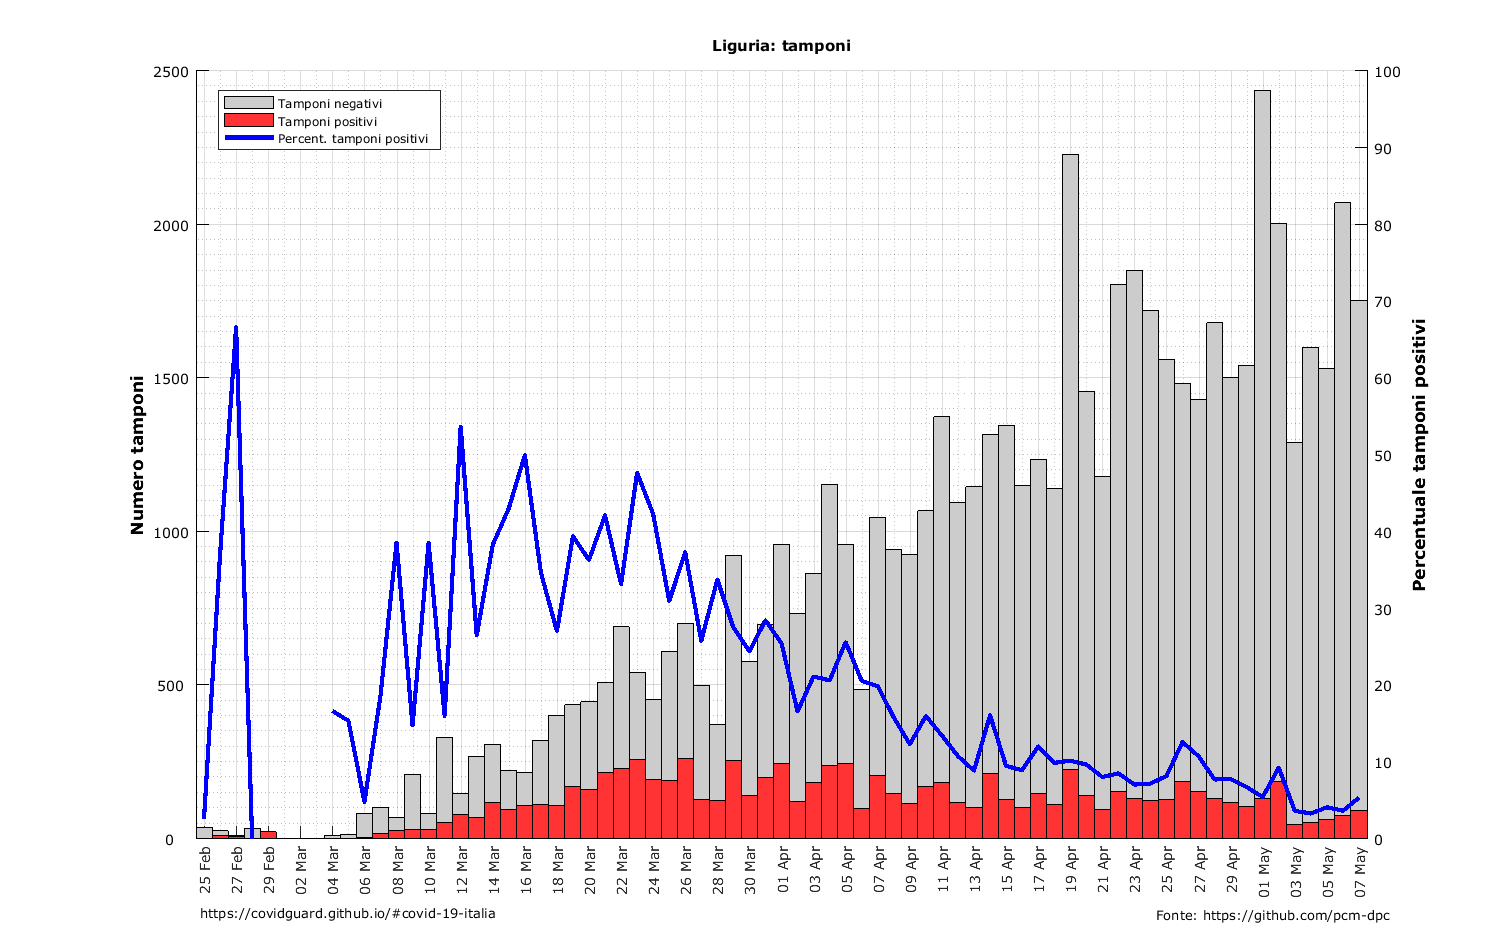 Liguria: tamponi
Tamponi negativi
Tamponi positivi
Percent. tamponi positivi
Numero tamponi
2500
2000
1500
1000
500
0
Percentuale tamponi positivi
100
90
80
70
60
50
40
30
20
10
0
25 Feb
27 Feb
29 Feb
02 Mar
04 Mar
06 Mar
08 Mar
10 Mar
12 Mar
14 Mar
16 Mar
18 Mar
20 Mar
22 Mar
24 Mar
26 Mar
28 Mar
30 Mar
01 Apr
03 Apr
05 Apr
07 Apr
09 Apr
11 Apr
13 Apr
15 Apr
17 Apr
19 Apr
21 Apr
23 Apr
25 Apr
27 Apr
29 Apr
01 May
03 May
05 May
07 May
https://covidguard.github.io/#covid-19-italia
Fonte: https://github.com/pcm-dpc